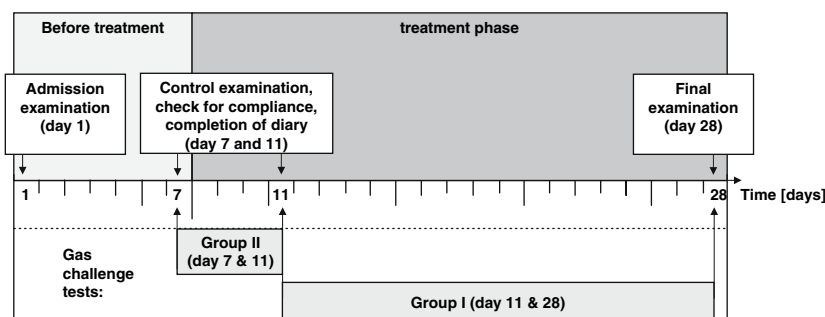 Before treatment
treatment phase
Admission
examination
(day 1)
Control examination,
check for compliance,
completion of diary
(day 7 and 11)
Final
examination
(day 28)
1
7
11
28
Time [days]
Gas
challenge
tests:
Group II
(day 7 & 11)
Group I (day 11 & 28)